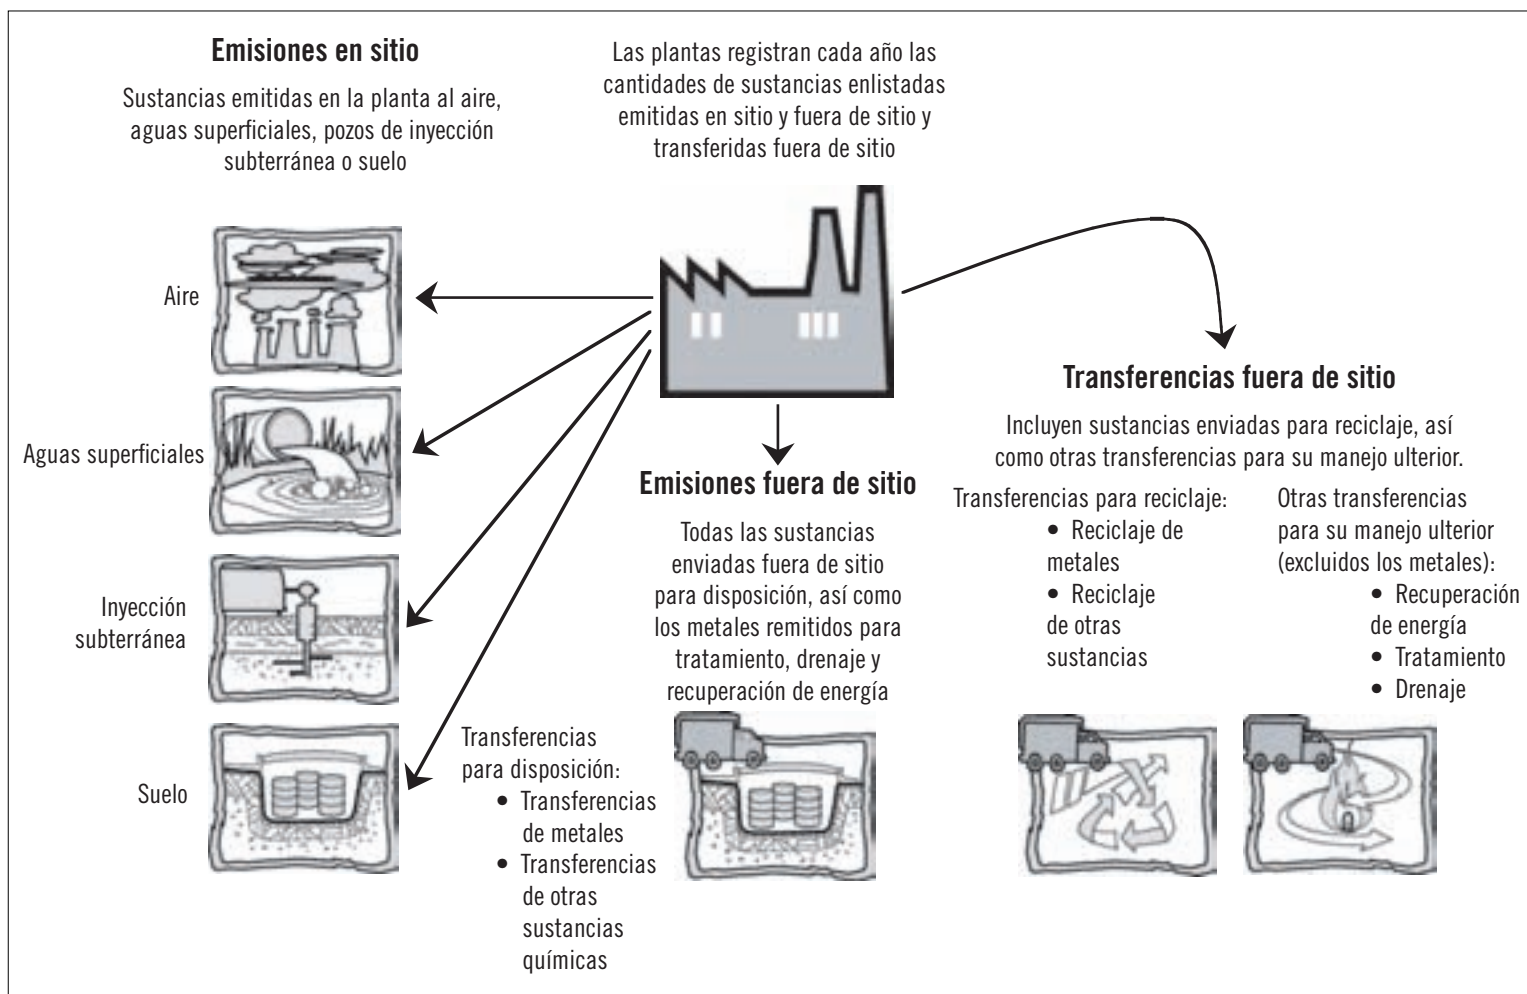 Emisiones en sitio
Sustancias emitidas en la planta al aire,
aguas superficiales, pozos de inyección
subterránea o suelo
Las plantas registran cada año las
cantidades de sustancias enlistadas
emitidas en sitio y fuera de sitio y
transferidas fuera de sitio
Aire
Aguas superficiales
Inyección
subterránea
Suelo
Emisiones fuera de sitio
Todas las sustancias
enviadas fuera de sitio
para disposición, así como
los metales remitidos para
tratamiento, drenaje y
recuperación de energía
Transferencias
para disposición:
• Transferencias
de metales
• Transferencias
de otras
sustancias
químicas
Transferencias fuera de sitio
Incluyen sustancias enviadas para reciclaje, así
como otras transferencias para su manejo ulterior.
Transferencias para reciclaje:
• Reciclaje de
metales
• Reciclaje
de otras
sustancias
Otras transferencias
para su manejo ulterior
(excluidos los metales):
• Recuperación
de energía
• Tratamiento
• Drenaje